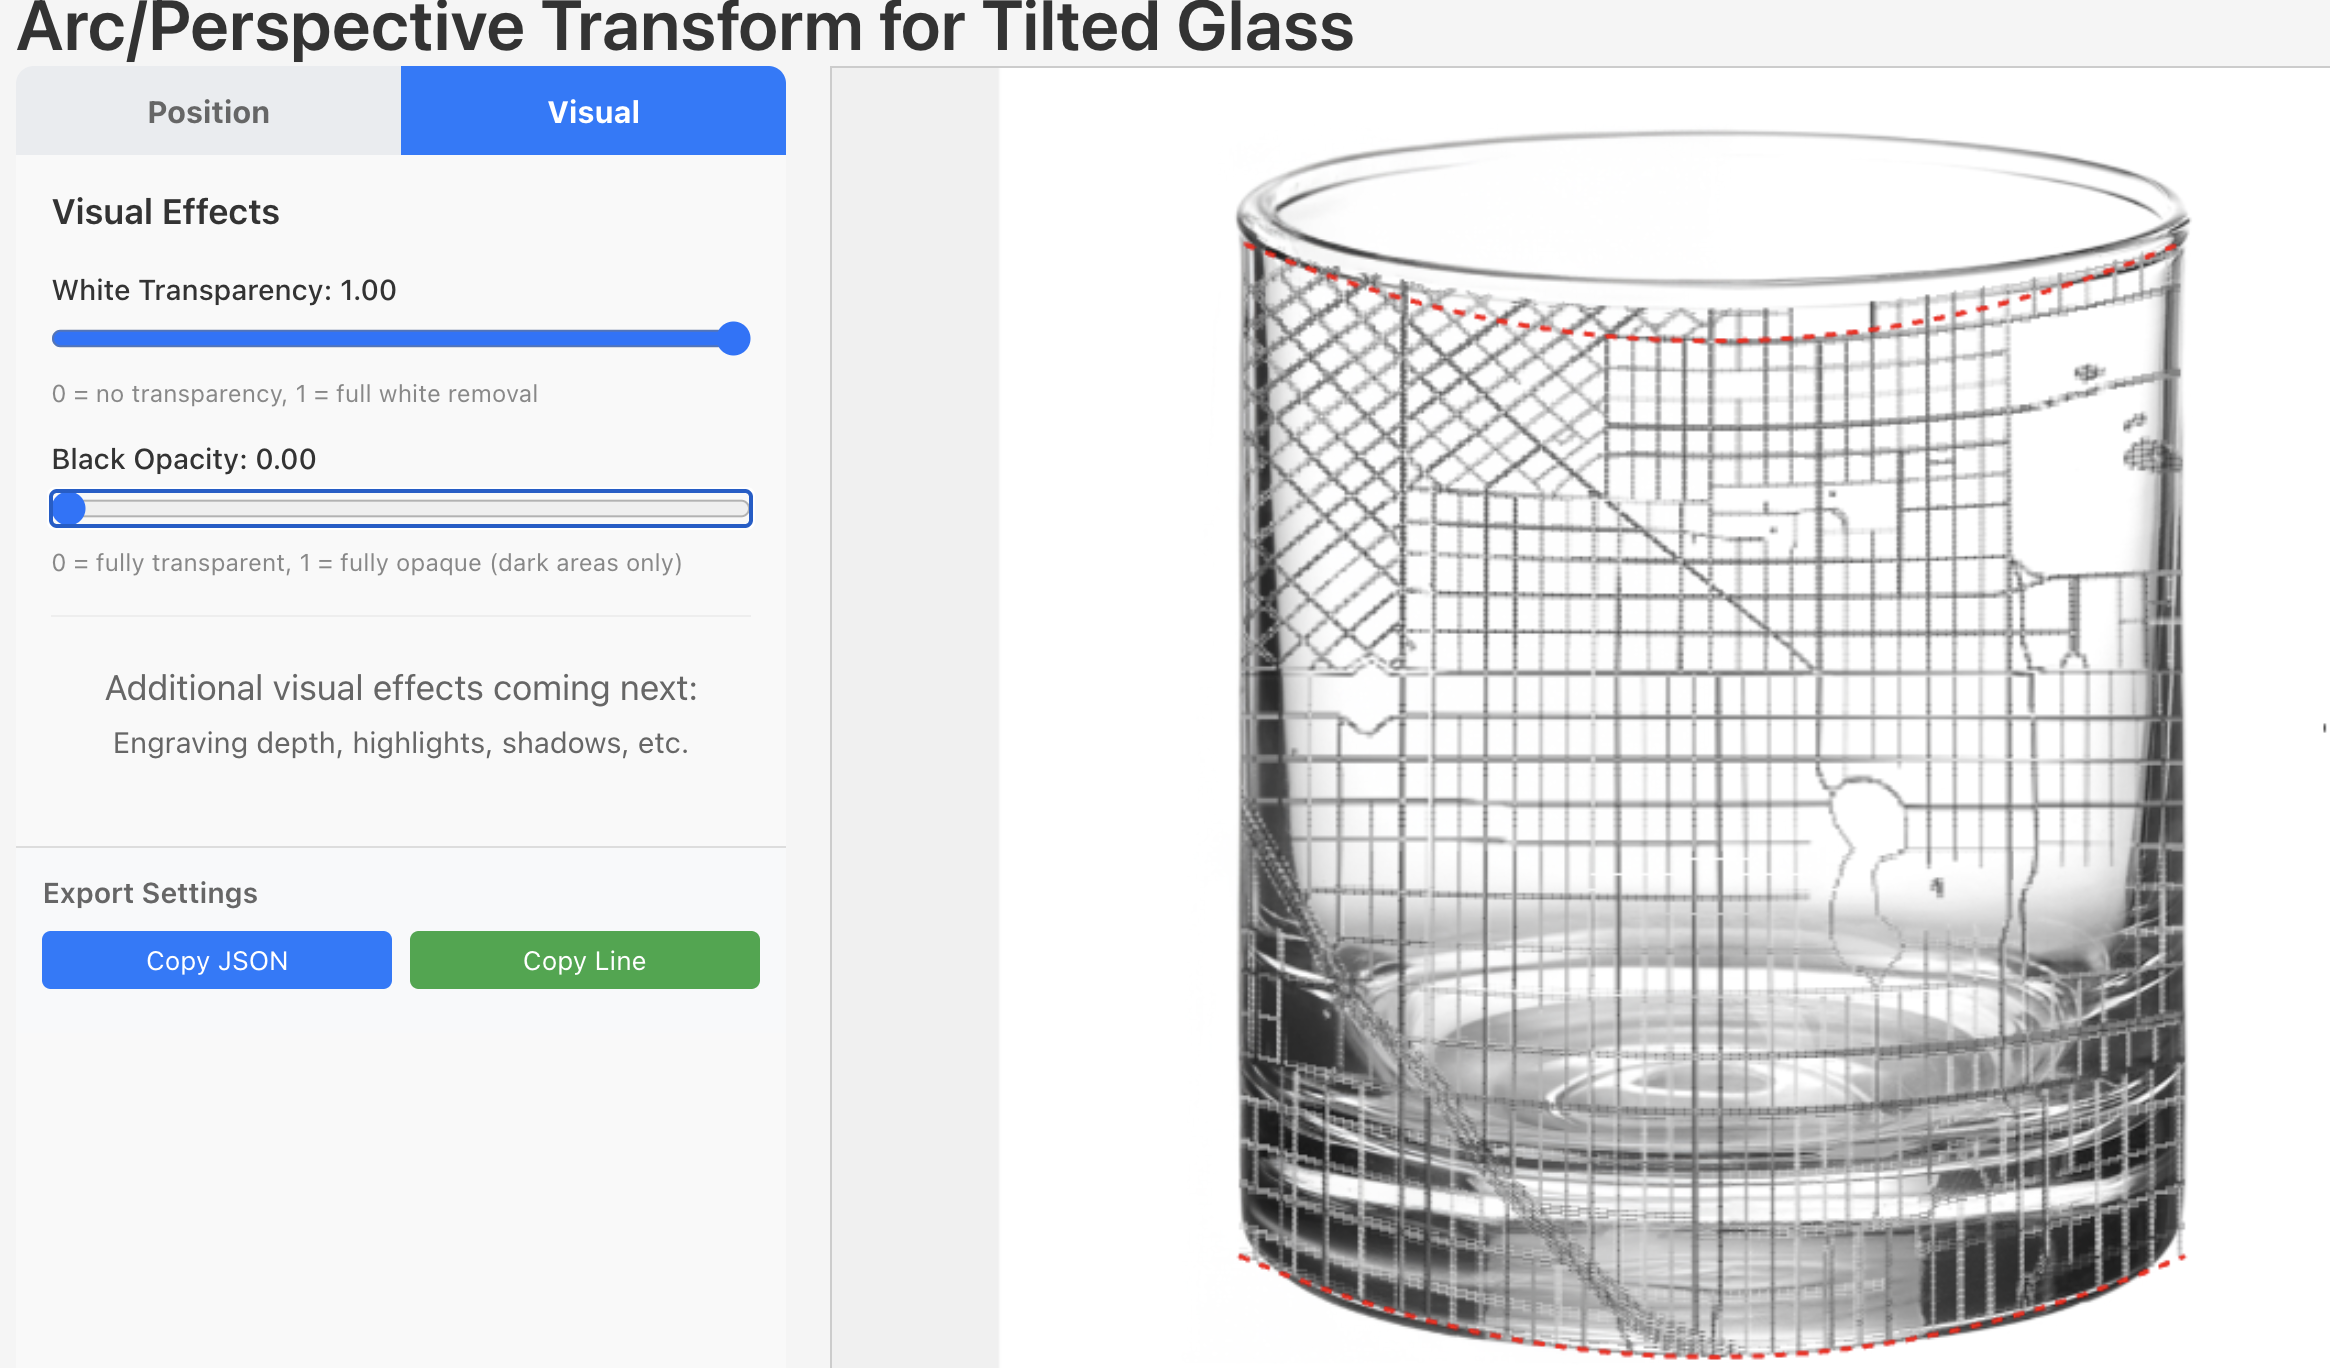 Arc/Perspective Transform for Tilted Glass
Position
Visual
Visual Effects
White Transparency: 1.00
0 = no transparency, 1 = full white removal
Black Opacity: 0.00
0 = fully transparent, 1 = fully opaque (dark areas only)
Additional visual effects coming next:
Engraving depth, highlights, shadows, etc.
Export Settings
Copy JSON
Copy Line